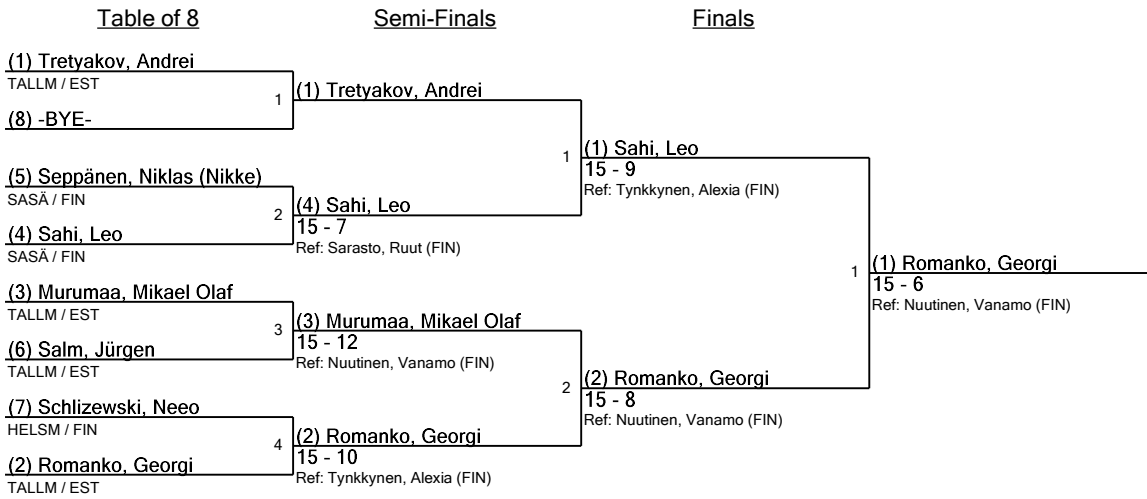 Table of 8
Semi-Finals
Finals
(1) Tretyakov, Andrei
TALLM / EST
1
(8) -BYE-
(5) Seppänen, Niklas (Nikke)
SASÄ / FIN
2
(4) Sahi, Leo
SASÄ / FIN
(3) Murumaa, Mikael Olaf
TALLM / EST
3
(6) Salm, Jürgen
TALLM / EST
(7) Schlizewski, Neeo
HELSM / FIN
4
(2) Romanko, Georgi
TALLM / EST
(1) Tretyakov, Andrei
1
(4) Sahi, Leo
15 - 7
Ref: Sarasto, Ruut (FIN)
(3) Murumaa, Mikael Olaf
15 - 12
Ref: Nuutinen, Vanamo (FIN)
2
(2) Romanko, Georgi
15 - 10
Ref: Tynkkynen, Alexia (FIN)
(1) Sahi, Leo
15 - 9
Ref: Tynkkynen, Alexia (FIN)
1
(2) Romanko, Georgi
15 - 8
Ref: Nuutinen, Vanamo (FIN)
(1) Romanko, Georgi
15 - 6
Ref: Nuutinen, Vanamo (FIN)